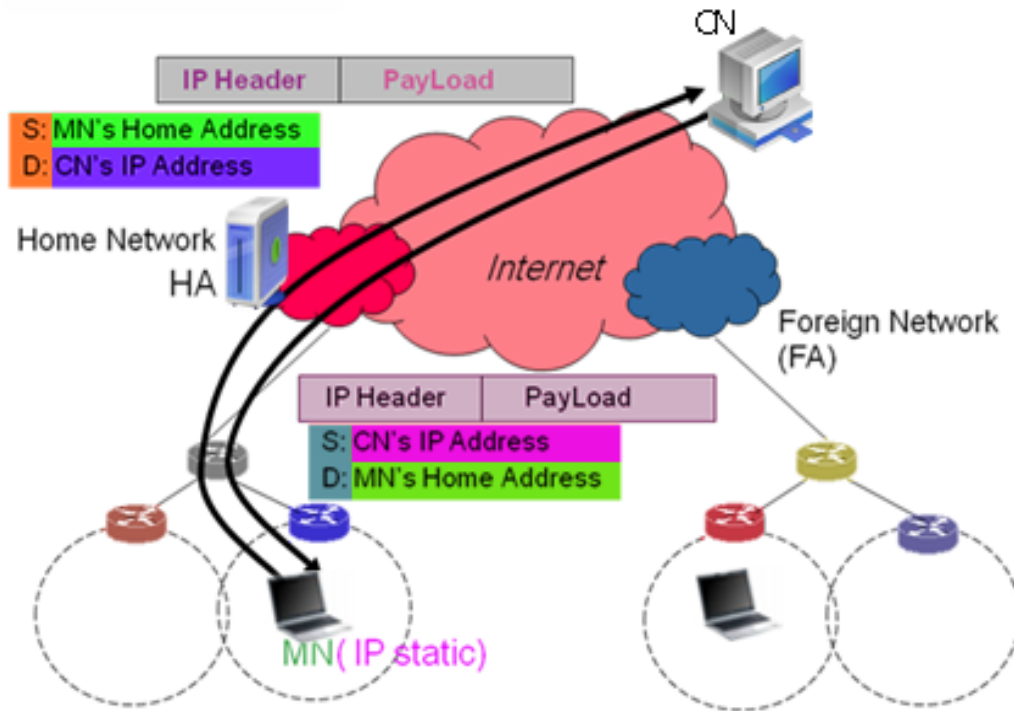 CN
IP Header PayLoad
S: MN's Home Address
D: CN's IP Address
Home Network
HA
Internet
Foreign Network
(FA)
IP Header PayLoad
S: CN's IP Address
D: MN's Home Address
MN( IP static)